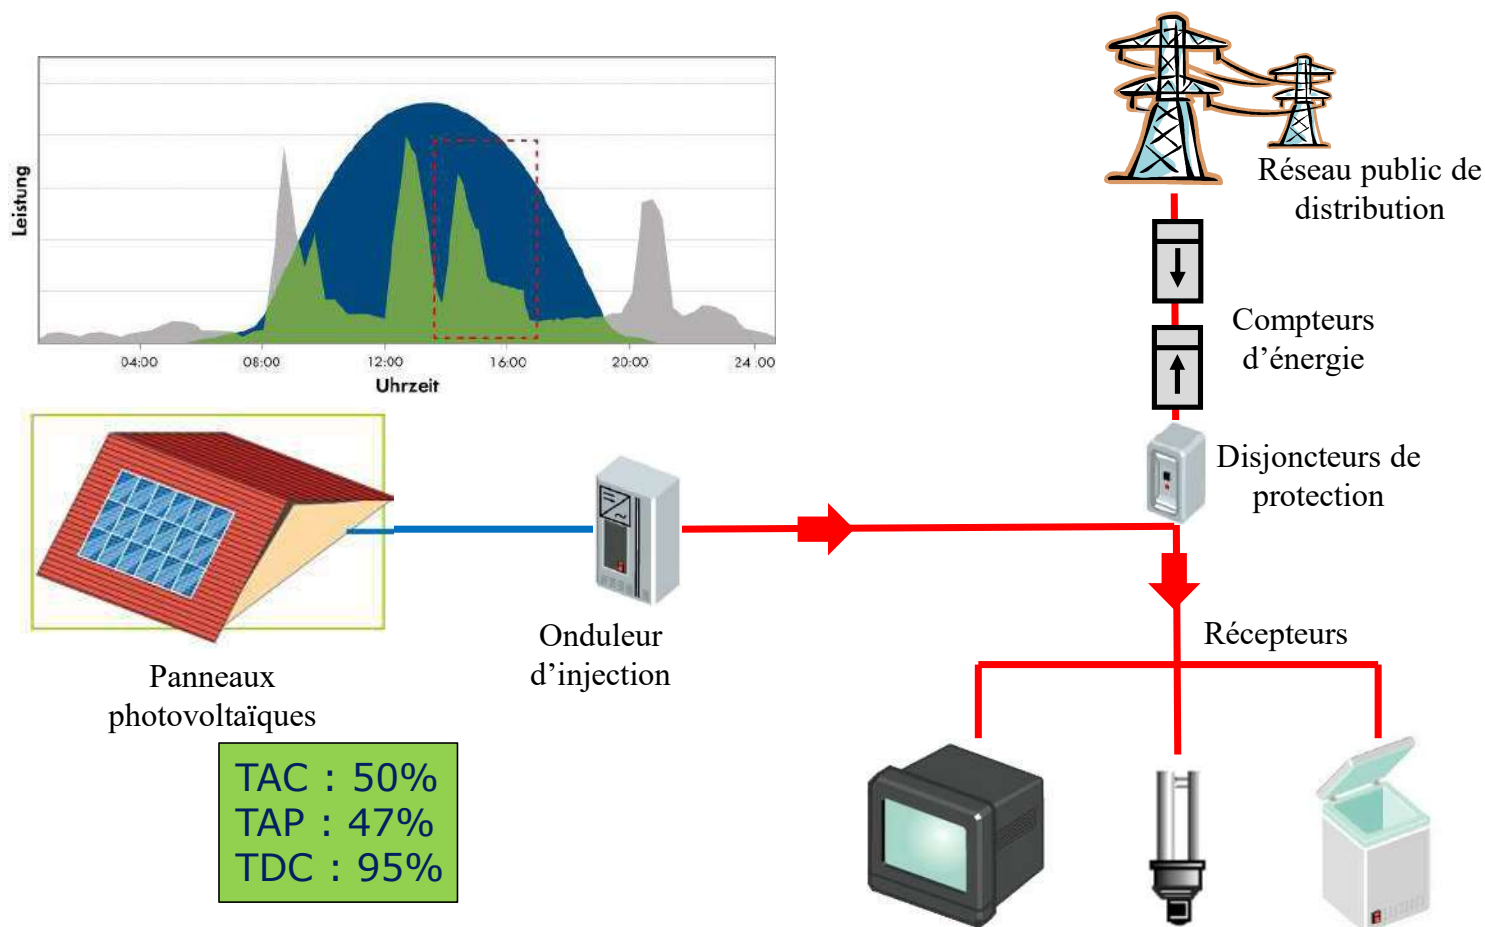 Leistung
04:00
08:00
12:00
16:00
20:00
24:00
Uhrzeit
Réseau public de
distribution
Compteurs
d’énergie
Disjoncteurs de
protection
Onduleur
d’injection
Récepteurs
Panneaux
photovoltaïques
TAC : 50%
TAP : 47%
TDC : 95%